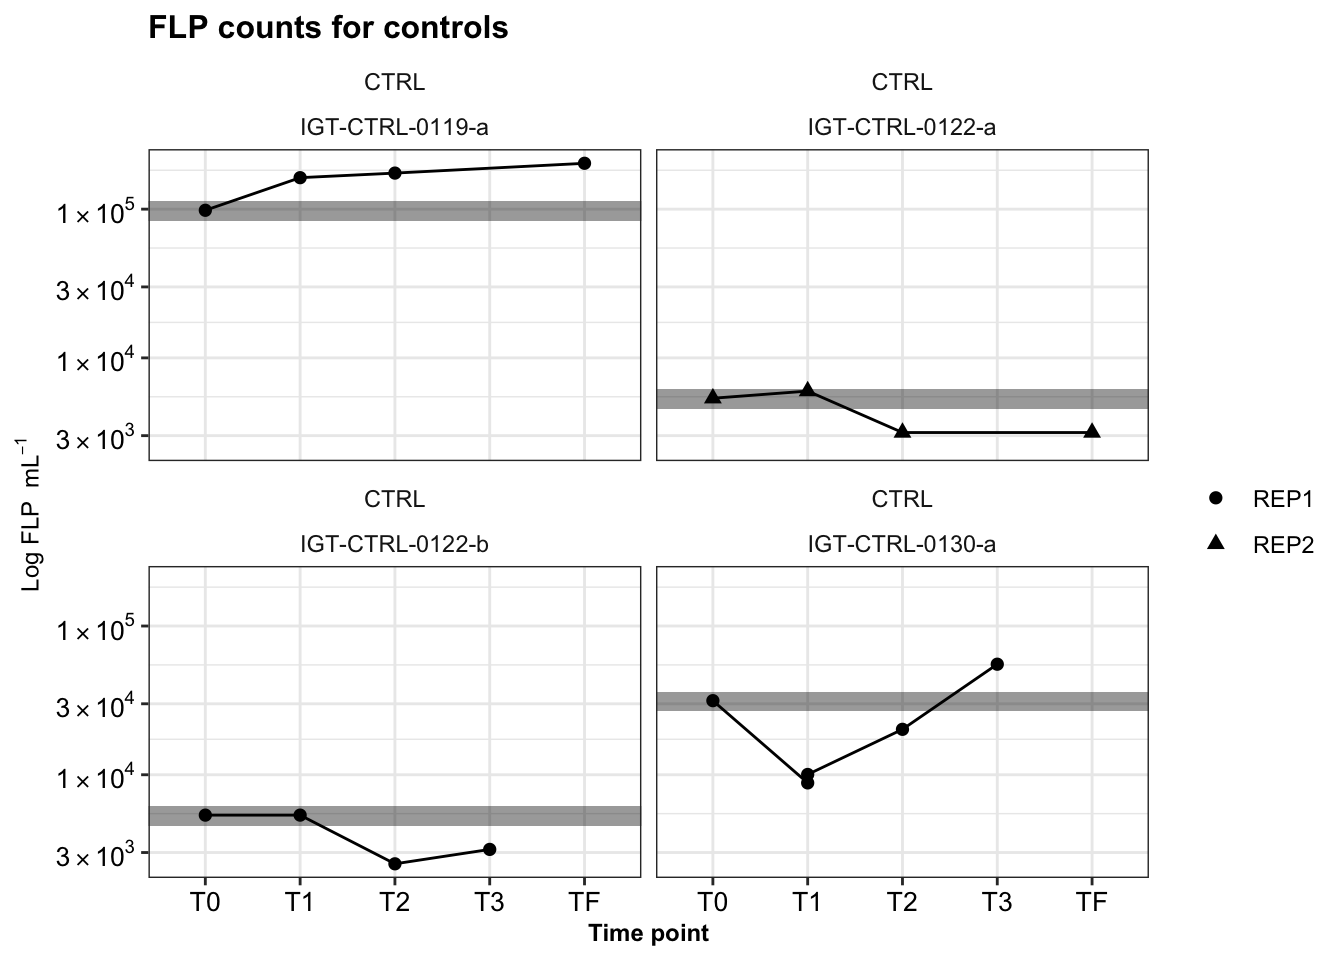 FLP counts for controls
CTRL
CTRL
IGT-CTRL-0119-a
IGT-CTRL-0122-a
1 × 10⁵
3 × 10⁴
1 × 10⁴
3 × 10³
Log FLP mL⁻¹
CTRL
CTRL
IGT-CTRL-0122-b
IGT-CTRL-0130-a
REP1
REP2
1 × 10⁵
3 × 10⁴
1 × 10⁴
3 × 10³
T0 T1 T2 T3 TF
T0 T1 T2 T3 TF
Time point